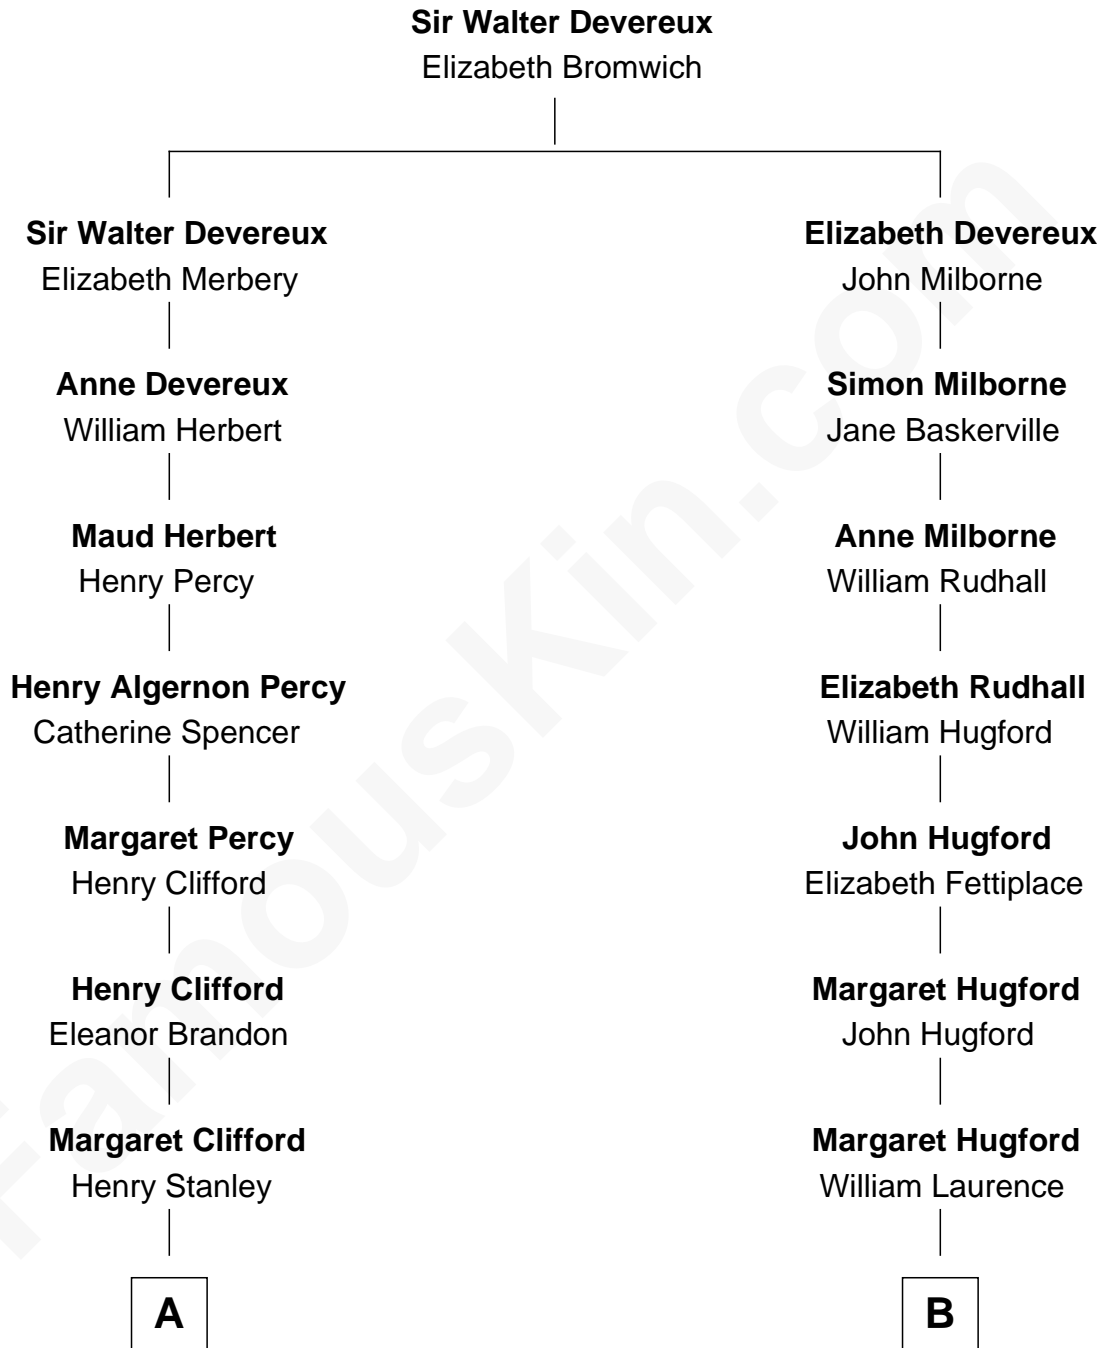 Sir Walter Devereux
Elizabeth Bromwich
Sir Walter Devereux
Elizabeth Merbery
Elizabeth Devereux
John Milborne
Anne Devereux
William Herbert
Simon Milborne
Jane Baskerville
Maud Herbert
Henry Percy
Anne Milborne
William Rudhall
Henry Algernon Percy
Catherine Spencer
Elizabeth Rudhall
William Hugford
Margaret Percy
Henry Clifford
John Hugford
Elizabeth Fettiplace
Henry Clifford
Eleanor Brandon
Margaret Hugford
John Hugford
Margaret Clifford
Henry Stanley
Margaret Hugford
William Laurence
A
B
FamousKin.com